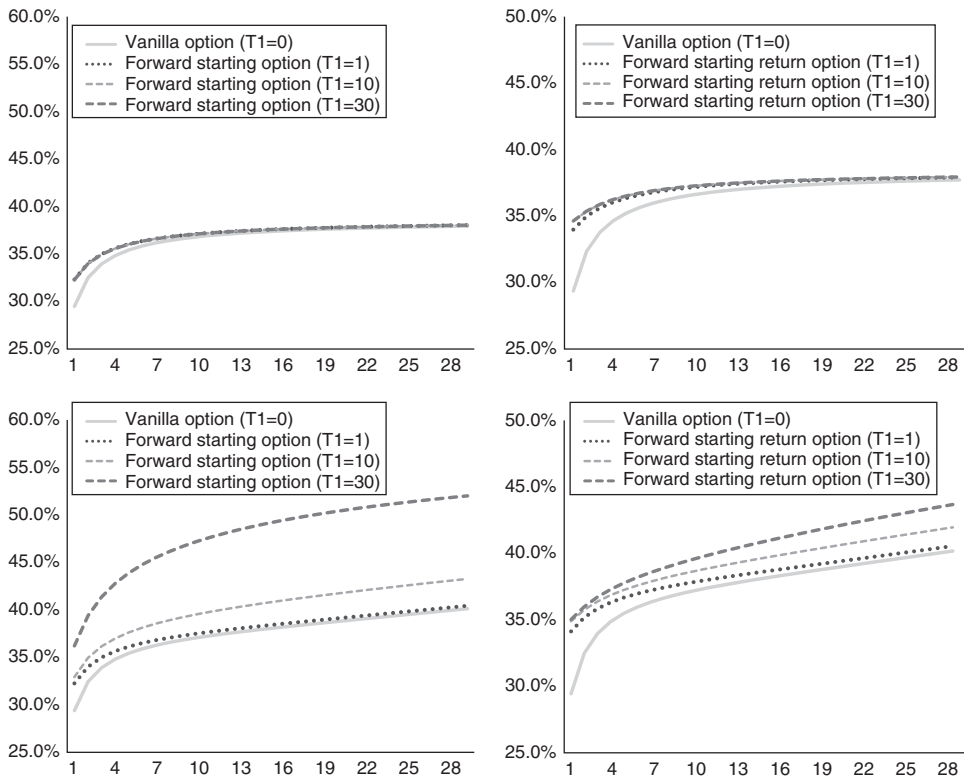 60.0%
55.0%
50.0%
45.0%
40.0%
35.0%
30.0%
25.0%
Vanilla option (T1=0)
Forward starting option (T1=1)
Forward starting option (T1=10)
Forward starting option (T1=30)
1 4 7 10 13 16 19 22 25 28
50.0%
45.0%
40.0%
35.0%
30.0%
25.0%
Vanilla option (T1=0)
Forward starting return option (T1=1)
Forward starting return option (T1=10)
Forward starting return option (T1=30)
1 4 7 10 13 16 19 22 25 28
60.0%
55.0%
50.0%
45.0%
40.0%
35.0%
30.0%
25.0%
Vanilla option (T1=0)
Forward starting option (T1=1)
Forward starting option (T1=10)
Forward starting option (T1=30)
1 4 7 10 13 16 19 22 25 28
50.0%
45.0%
40.0%
35.0%
30.0%
25.0%
Vanilla option (T1=0)
Forward starting return option (T1=1)
Forward starting return option (T1=10)
Forward starting return option (T1=30)
1 4 7 10 13 16 19 22 25 28